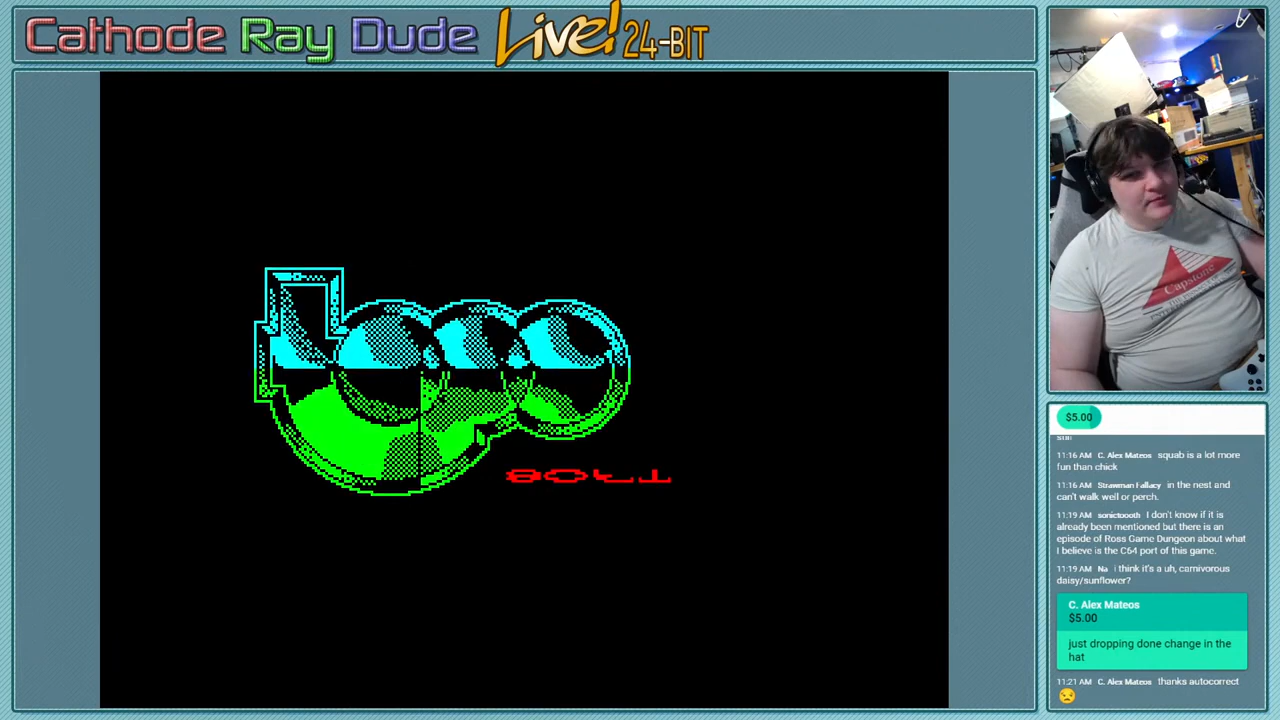 Cathode Ray Dude Live! 24-BIT
Capstone
$5.00
still
11:16 AM C. Alex Mateos squab is a lot more
fun than chick
11:16 AM Strawman Fallacy in the nest and
can't walk well or perch.
11:19 AM sonictoooth I don't know if it is
already been mentioned but there is an
episode of Ross Game Dungeon about what
I believe is the C64 port of this game.
11:19 AM Na i think it's a uh, carnivorous
daisy/sunflower?
C. Alex Mateos
$5.00
just dropping done change in the
hat
11:21 AM C. Alex Mateos thanks autocorrect